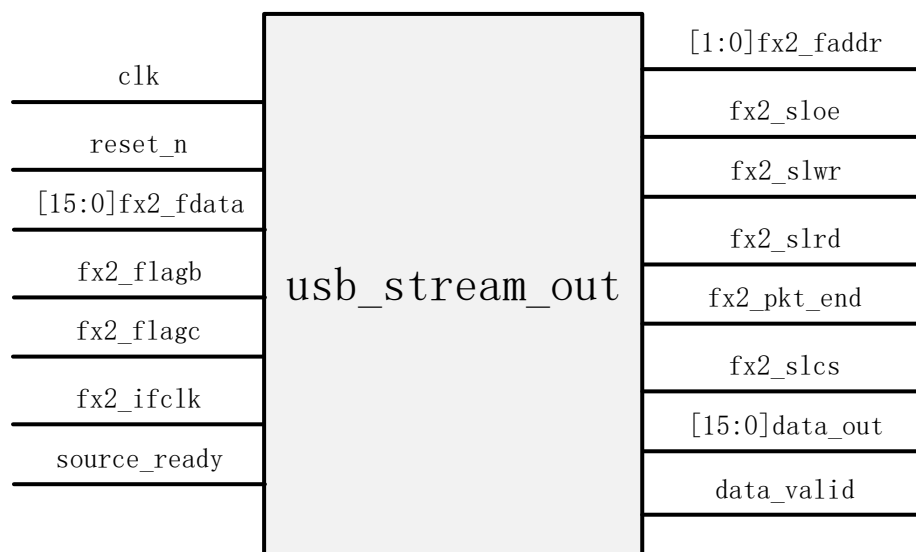 clk
reset_n
[15:0]fx2_fdata
fx2_flagb
fx2_flagc
fx2_ifclk
source_ready
usb_stream_out
[1:0]fx2_faddr
fx2_sloe
fx2_slwr
fx2_slrd
fx2_pkt_end
fx2_slcs
[15:0]data_out
data_valid